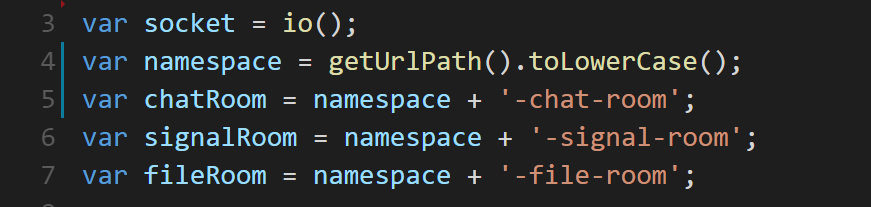 3 var socket = io();
4 var namespace = getUrlPath().toLowerCase();
5 var chatRoom = namespace + '-chat-room';
6 var signalRoom = namespace + '-signal-room';
7 var fileRoom = namespace + '-file-room';